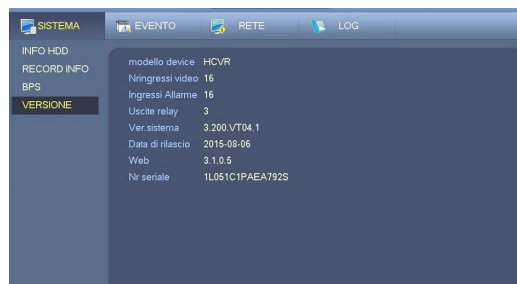 SISTEMA EVENTO RETE LOG
INFO HDD
RECORD INFO
BPS
VERSIONE
modello device HCVR
Nringressi video 16
Ingressi Allarme 16
Uscite relay 3
Ver.sistema 3.200.VT04.1
Data di rilascio 2015-08-06
Web 3.1.0.5
Nr seriale 1L051C1PAEA792S